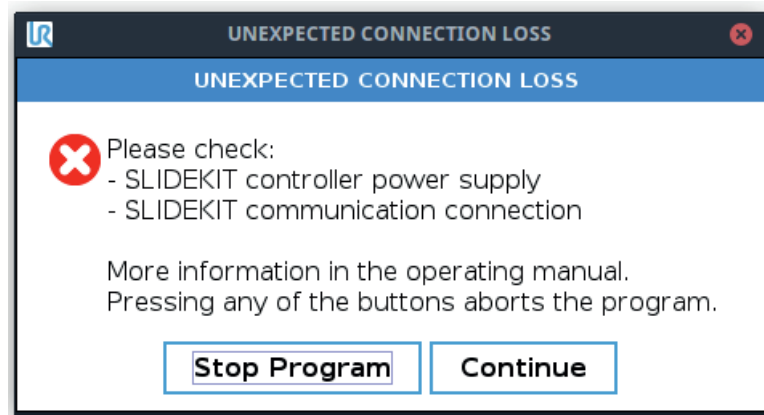 UR
UNEXPECTED CONNECTION LOSS
UNEXPECTED CONNECTION LOSS
Please check:
- SLIDEKIT controller power supply
- SLIDEKIT communication connection
More information in the operating manual.
Pressing any of the buttons aborts the program.
Stop Program
Continue